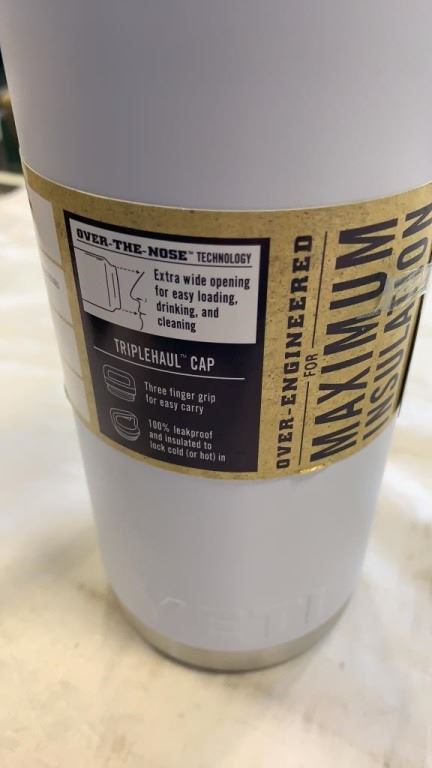 OVER-THE-NOSE™ TECHNOLOGY
Extra wide opening
for easy loading,
drinking, and
cleaning
TRIPLEHAUL™ CAP
Three finger grip
for easy carry
100% leakproof
and insulated to
lock cold (or hot) in
OVER-ENGINEERED
FOR
MAXIMUM
INSULATION
YETI